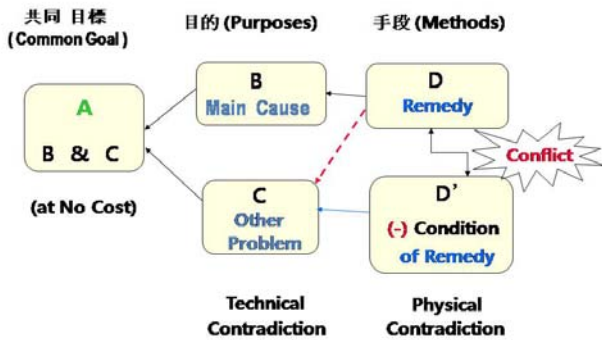 共同 目標
( Common Goal )
目的 (Purposes)
手段 (Methods)
A
B & C
(at No Cost)
B
Main Cause
D
Remedy
Conflict
C
Other
Problem
D’
(-) Condition
of Remedy
Technical
Contradiction
Physical
Contradiction